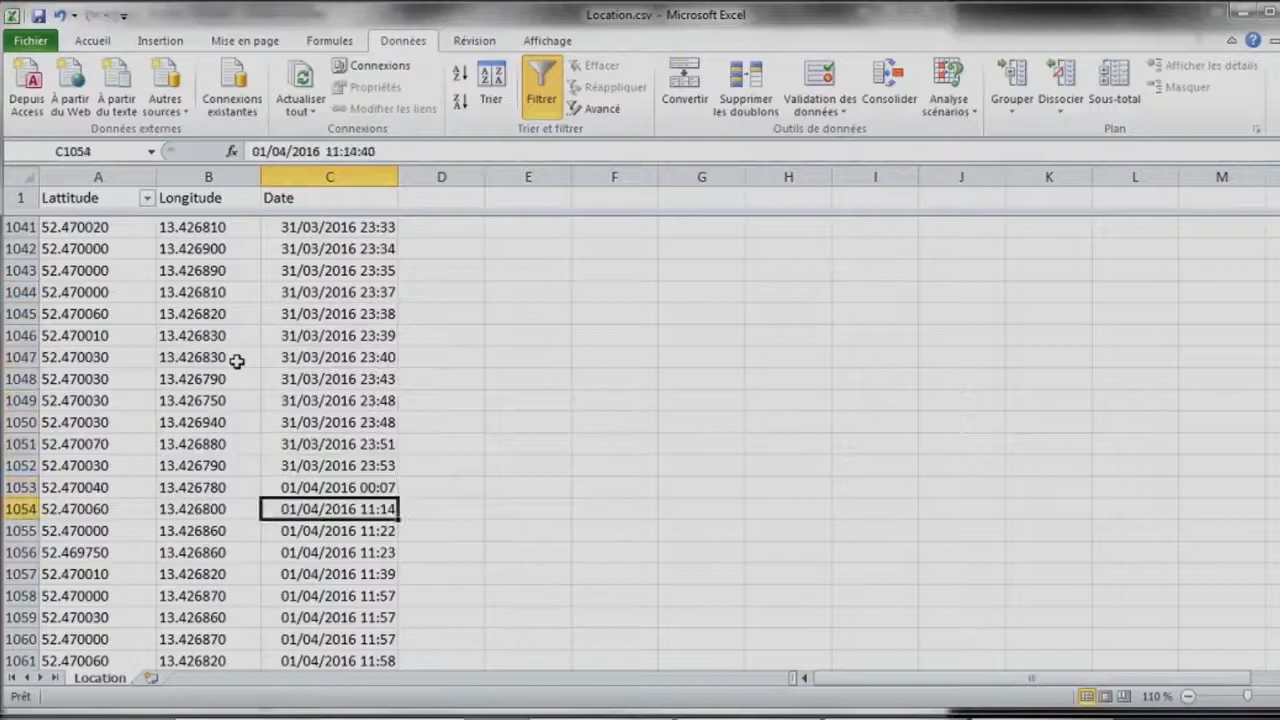 Location.csv - Microsoft Excel
Fichier Accueil Insertion Mise en page Formules Données Révision Affichage
Depuis Access À partir du Web À partir du texte Autres sources Connexions existantes Actualiser tout Connexions Propriétés Modifier les liens Trier Filtrer Effacer Réappliquer Avancé Convertir Supprimer les doublons Validation des données Consolider Analyse scénarios Grouper Dissocier Sous-total Afficher les détails Masquer
Données externes Connexions Trier et filtrer Outils de données Plan
C1054 fx 01/04/2016 11:14:40
A B C D E F G H I J K L M
1 Lattitude Longitude Date
1041 52.470020 13.426810 31/03/2016 23:33
1042 52.470000 13.426900 31/03/2016 23:34
1043 52.470000 13.426890 31/03/2016 23:35
1044 52.470000 13.426810 31/03/2016 23:37
1045 52.470060 13.426820 31/03/2016 23:38
1046 52.470010 13.426830 31/03/2016 23:39
1047 52.470030 13.426830 31/03/2016 23:40
1048 52.470030 13.426790 31/03/2016 23:43
1049 52.470030 13.426750 31/03/2016 23:48
1050 52.470030 13.426940 31/03/2016 23:48
1051 52.470070 13.426880 31/03/2016 23:51
1052 52.470030 13.426790 31/03/2016 23:53
1053 52.470040 13.426780 01/04/2016 00:07
1054 52.470060 13.426800 01/04/2016 11:14
1055 52.470000 13.426860 01/04/2016 11:22
1056 52.469750 13.426860 01/04/2016 11:23
1057 52.470010 13.426820 01/04/2016 11:39
1058 52.470000 13.426870 01/04/2016 11:57
1059 52.470030 13.426860 01/04/2016 11:57
1060 52.470000 13.426870 01/04/2016 11:57
1061 52.470060 13.426820 01/04/2016 11:58
Location
Prêt 110 %